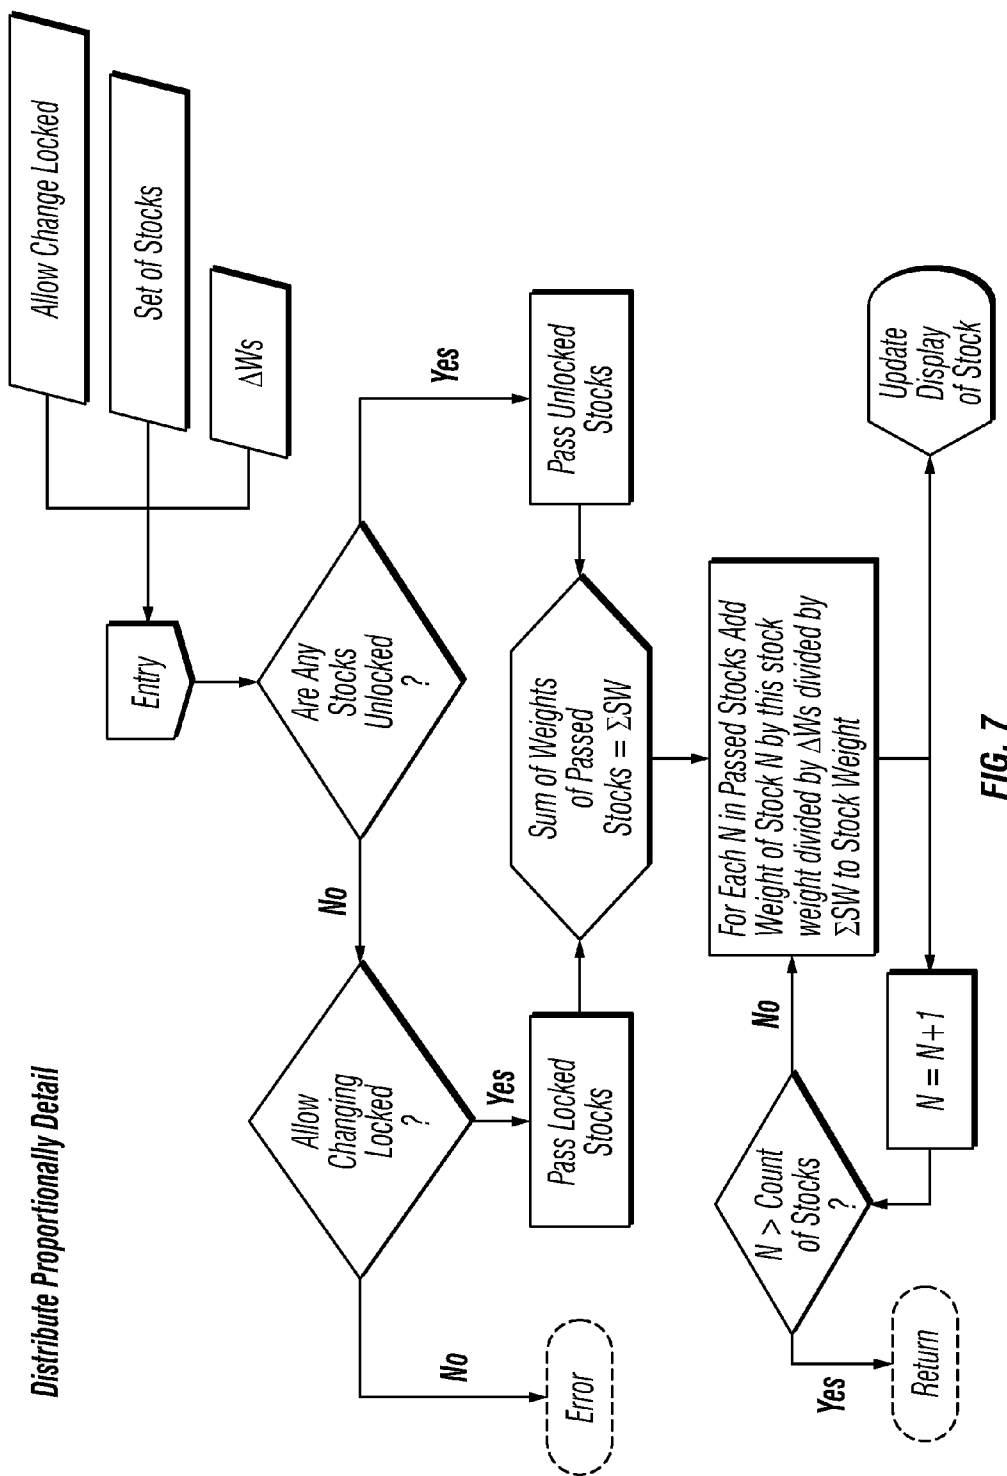 Distribute Proportionally Detail
Allow Change Locked
Set of Stocks
ΔWs
Entry
Are Any
Stocks
Unlocked
?
No
Yes
Allow
Changing
Locked
?
No
Yes
Error
Pass Locked
Stocks
Sum of Weights
of Passed
Stocks = ΣSW
Pass Unlocked
Stocks
For Each N in Passed Stocks Add
Weight of Stock N by this stock
weight divided by ΔWs divided by
ΣSW to Stock Weight
No
N > Count
of Stocks
?
Yes
Return
N = N+1
Update
Display
of Stock
FIG. 7